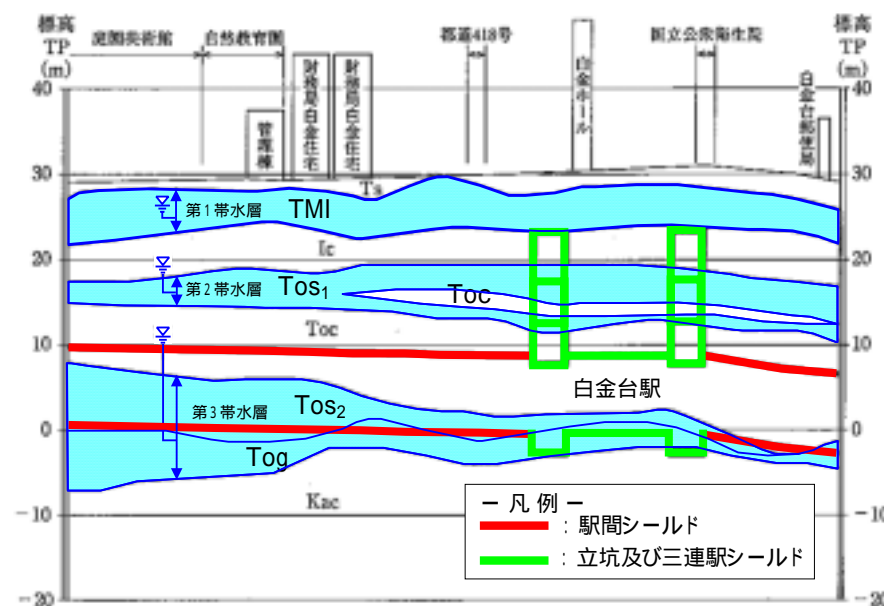 標高
TP
(m)
庭園美術館
自然教育園
都道418号
国立公衆衛生院
標高
TP
(m)
管理棟
財務局白金住宅
財務局白金住宅
白金ホール
白金台郵便局
40
30
20
10
0
-10
-20
40
30
20
10
0
-10
-20
Ts
第1帯水層
TMl
Ic
第2帯水層
Tos1
Toc
Toc
白金台駅
第3帯水層
Tos2
Tog
Kac
－ 凡 例 －
：駅間シールド
：立坑及び三連駅シールド